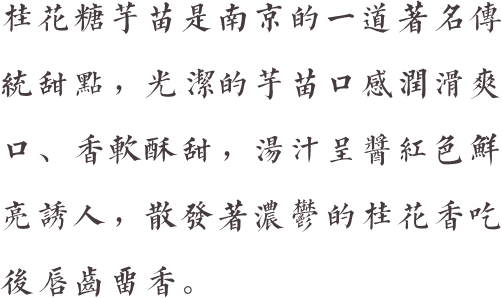 桂花糖芋苗是南京的一道著名傳
統甜點，光潔的芋苗口感潤滑爽
口、香軟酥甜，湯汁呈醬紅色鮮
亮誘人，散發著濃鬱的桂花香吃
後唇齒畱香。